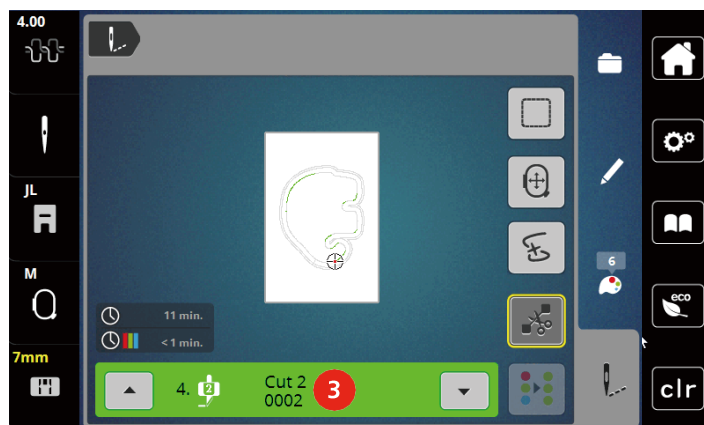 4.00
JL
M
7mm
11 min.
< 1 min.
4. 2 Cut 2
0002
3
6
eco
clr